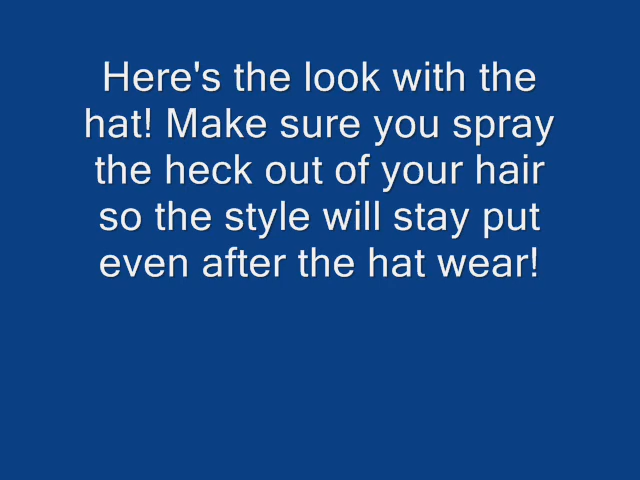 Here's the look with the
hat! Make sure you spray
the heck out of your hair
so the style will stay put
even after the hat wear!